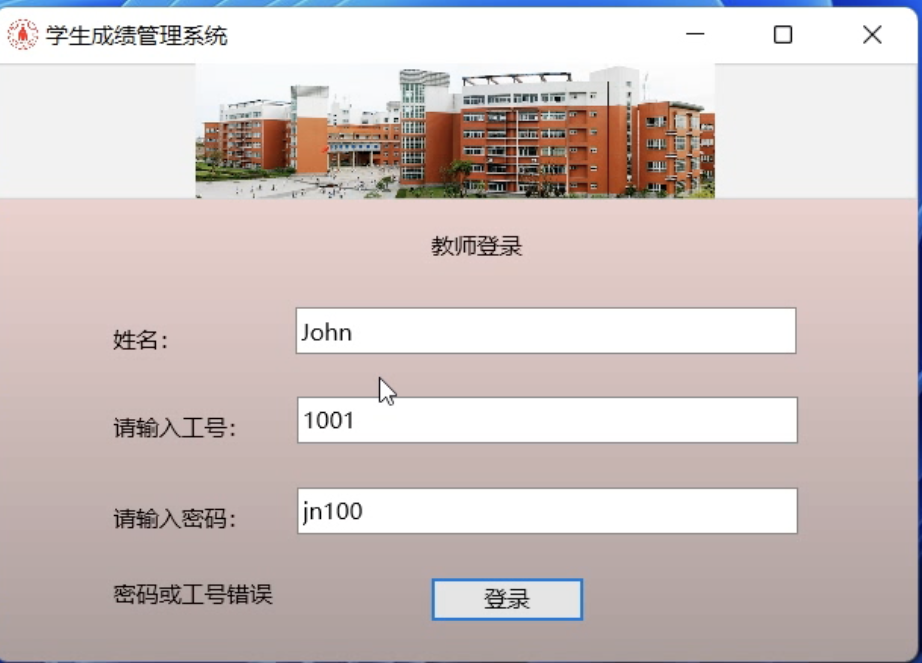 学生成绩管理系统
教师登录
姓名：
John
请输入工号：
1001
请输入密码：
jn100
密码或工号错误
登录